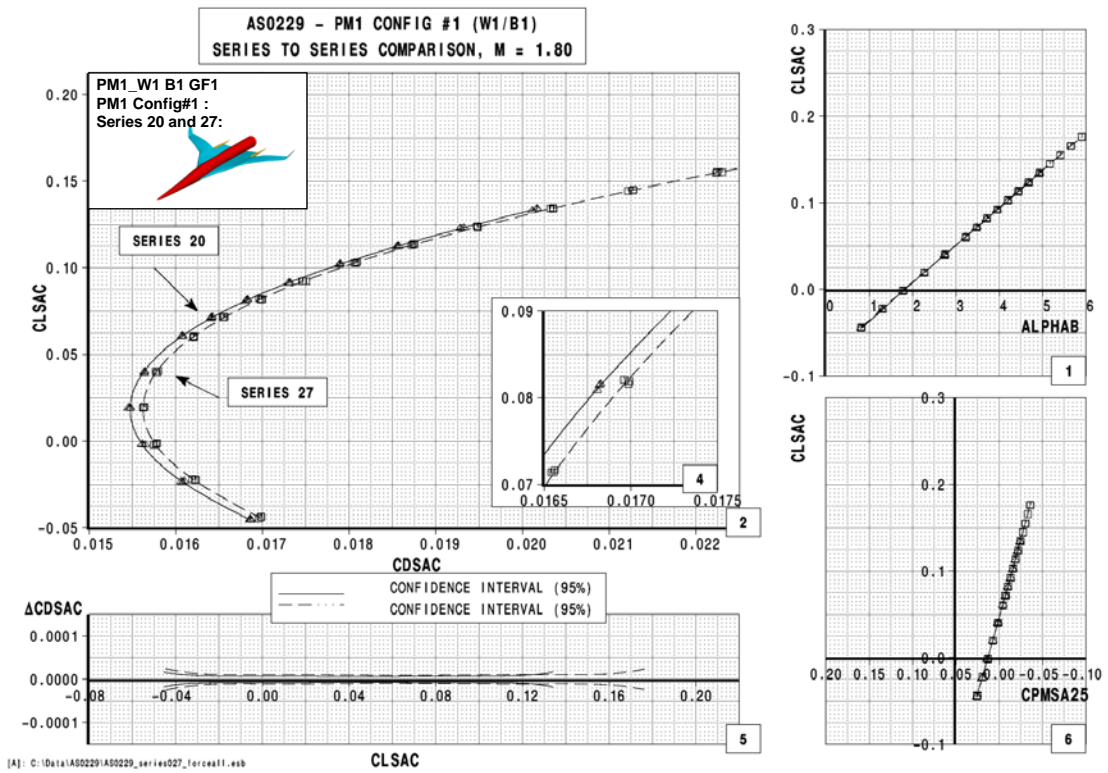 AS0229 - PM1 CONFIG #1 (W1/B1)
SERIES TO SERIES COMPARISON, M = 1.80
PM1_W1 B1 GF1
PM1 Config#1 :
Series 20 and 27:
CLSAC
0.20
0.15
0.10
0.05
0.00
-0.05
SERIES 20
SERIES 27
0.015 0.016 0.017 0.018 0.019 0.020 0.021 0.022
CDSAC
2
0.09
0.08
0.07
0.0165 0.0170 0.0175
4
CONFIDENCE INTERVAL (95%)
CONFIDENCE INTERVAL (95%)
ΔCDSAC
0.0001
0.0000
-0.0001
-0.08 -0.04 0.00 0.04 0.08 0.12 0.16 0.20
CLSAC
5
CLSAC
0.3
0.2
0.1
0.0
-0.1
0 1 2 3 4 5 6
ALPHAB
1
CLSAC
0.3
0.2
0.1
0.0
-0.1
0.20 0.15 0.10 0.05 0.00 -0.05 -0.10
CPMSA25
6
[A]: C:\Data\AS0229\AS0229_series027_forceall.esb